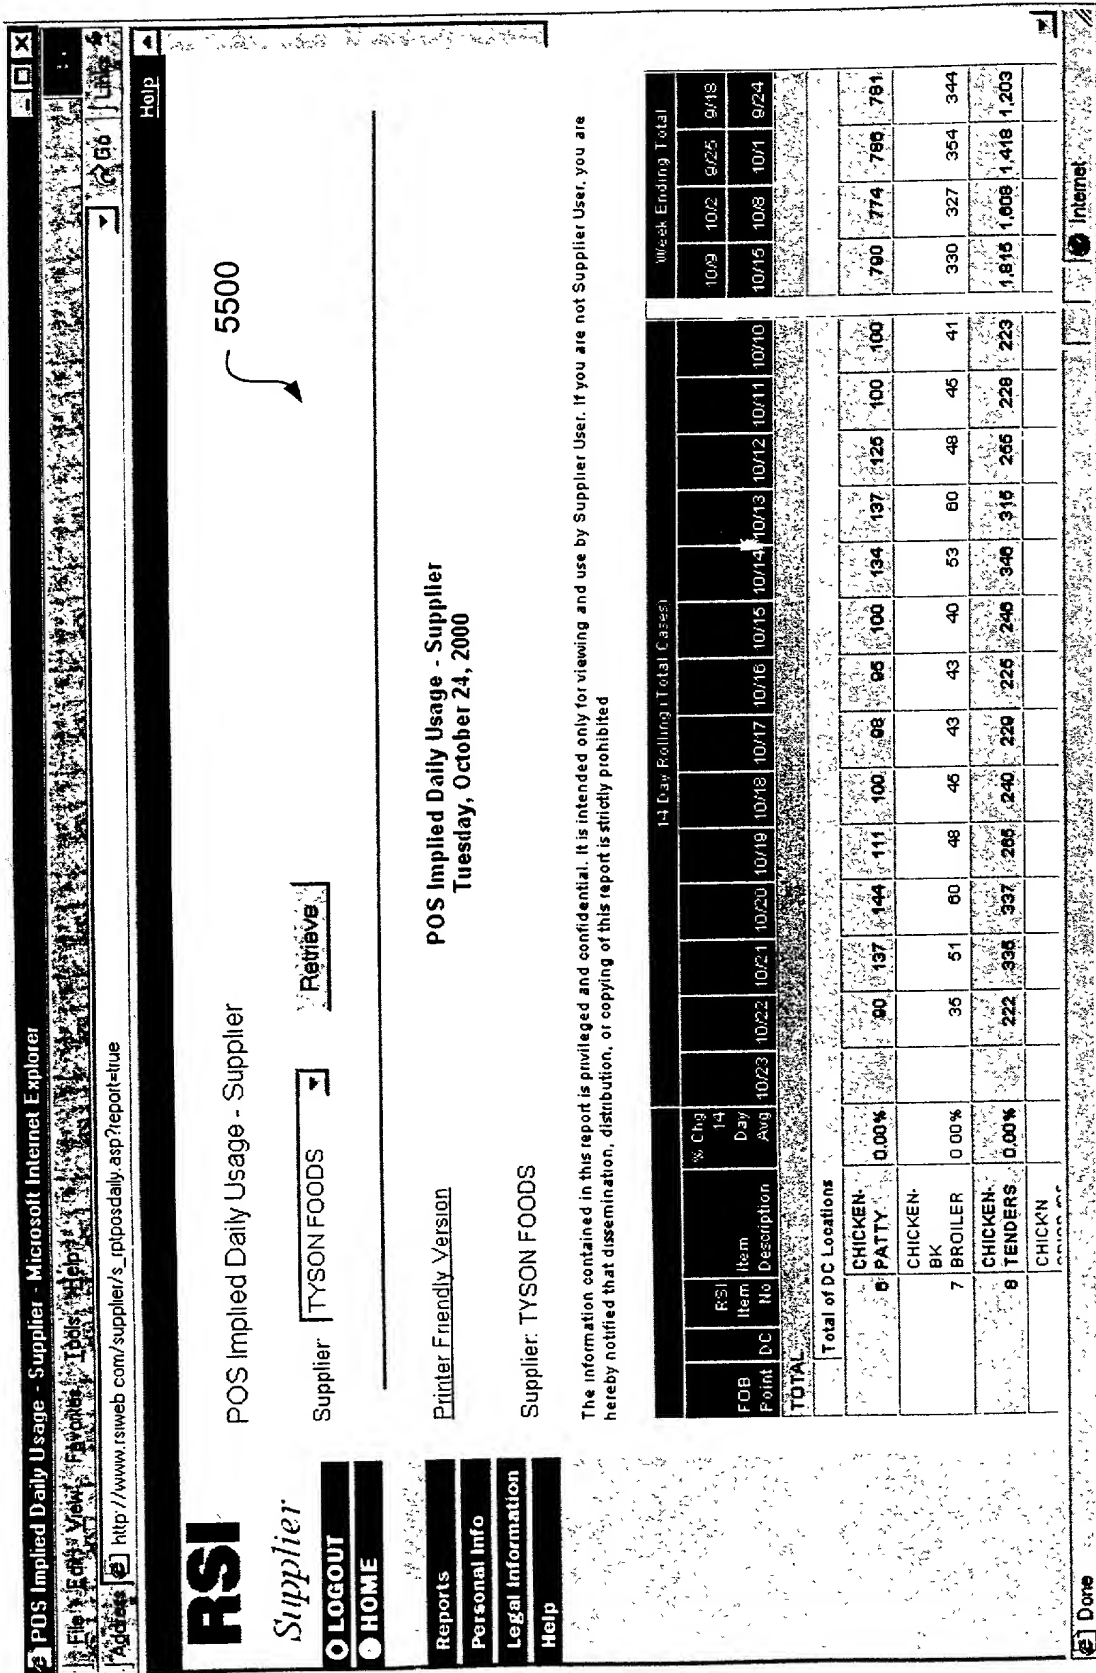 POS Implied Daily Usage - Supplier - Microsoft Internet Explorer
File Edit View Favorites Tools Help
Address http://www.rsiweb.com/supplier/s_rptposdaily.asp?report=true
Links
Help
RSI
Supplier
LOGOUT
HOME
Reports
Personal Info
Legal Information
Help
POS Implied Daily Usage - Supplier
5500
Supplier TYSON FOODS Retrieve
Printer Friendly Version
POS Implied Daily Usage - Supplier
Tuesday, October 24, 2000
Supplier: TYSON FOODS
The information contained in this report is privileged and confidential. It is intended only for viewing and use by Supplier User. If you are not Supplier User, you are
hereby notified that dissemination, distribution, or copying of this report is strictly prohibited
14 Day Rolling (Total Cases) Week Ending Total
FOB Point DC RSI Item No Item Description % Chg 14 Day Avg 10/23 10/22 10/21 10/20 10/19 10/18 10/17 10/16 10/15 10/14 10/13 10/12 10/11 10/10
10/9 10/2 9/25 9/18
10/15 10/8 10/1 9/24
TOTAL
Total of DC Locations
CHICKEN-PATTY 0.00% 90 137 144 111 100 98 95 100 134 137 125 100 100 790 774 781
7 CHICKEN-BK BROILER 0.00% 35 51 60 48 46 43 43 40 53 60 48 46 41 330 327 354 344
8 CHICKEN-TENDERS 0.00% 222 335 337 265 240 229 225 246 346 315 255 228 223 1,815 1,608 1,418 1,203
CHICK'N
Done Internet